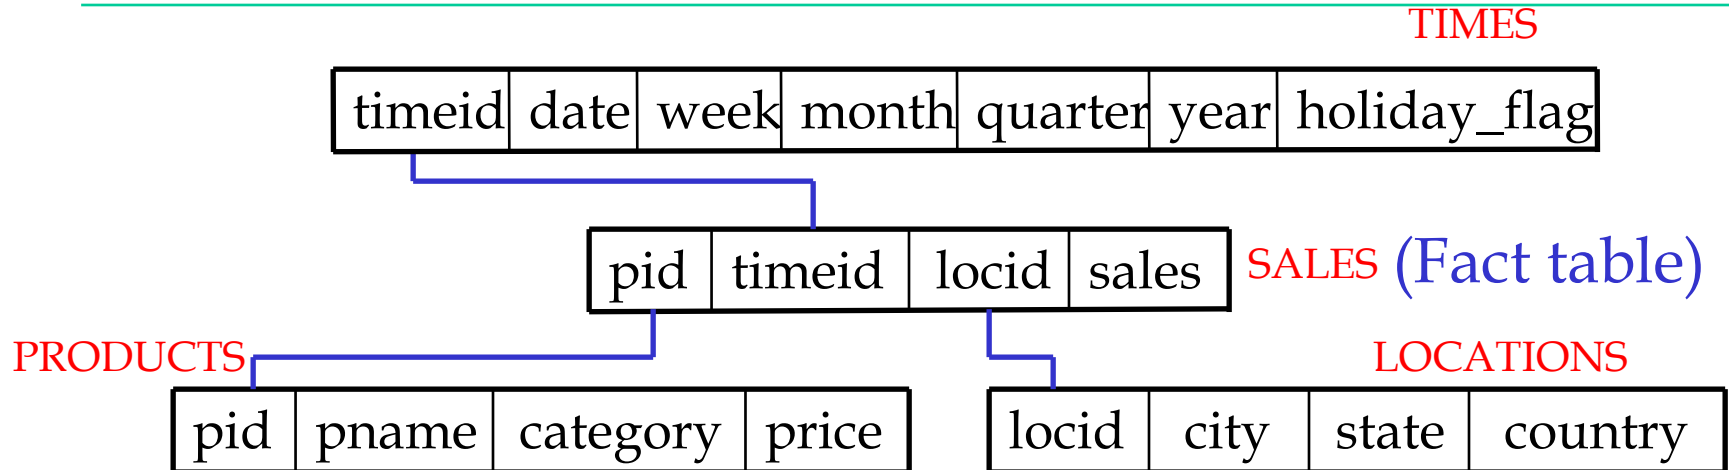 TIMES
timeid date week month quarter year holiday_flag
pid timeid locid sales SALES (Fact table)
PRODUCTS LOCATIONS
pid pname category price locid city state country